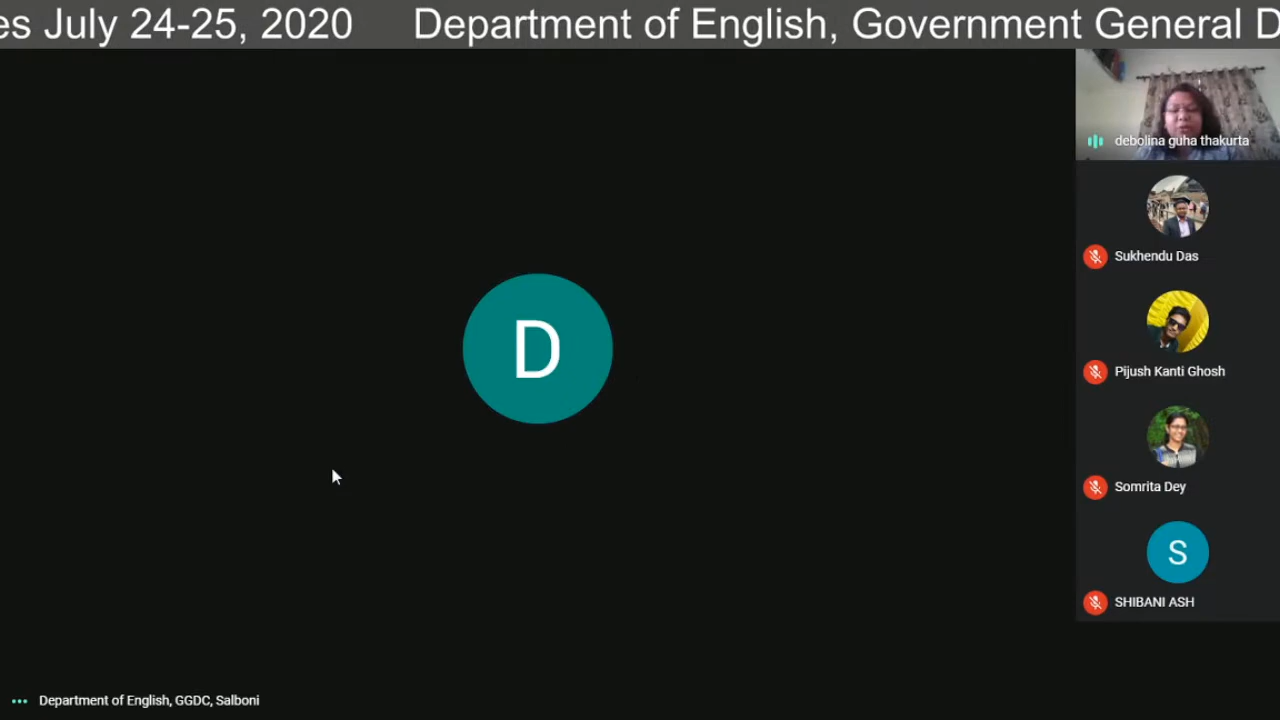 es July 24-25, 2020 Department of English, Government General D
debolina guha thakurta
Sukhendu Das
Pijush Kanti Ghosh
Somrita Dey
S
SHIBANI ASH
D
Department of English, GGDC, Salboni